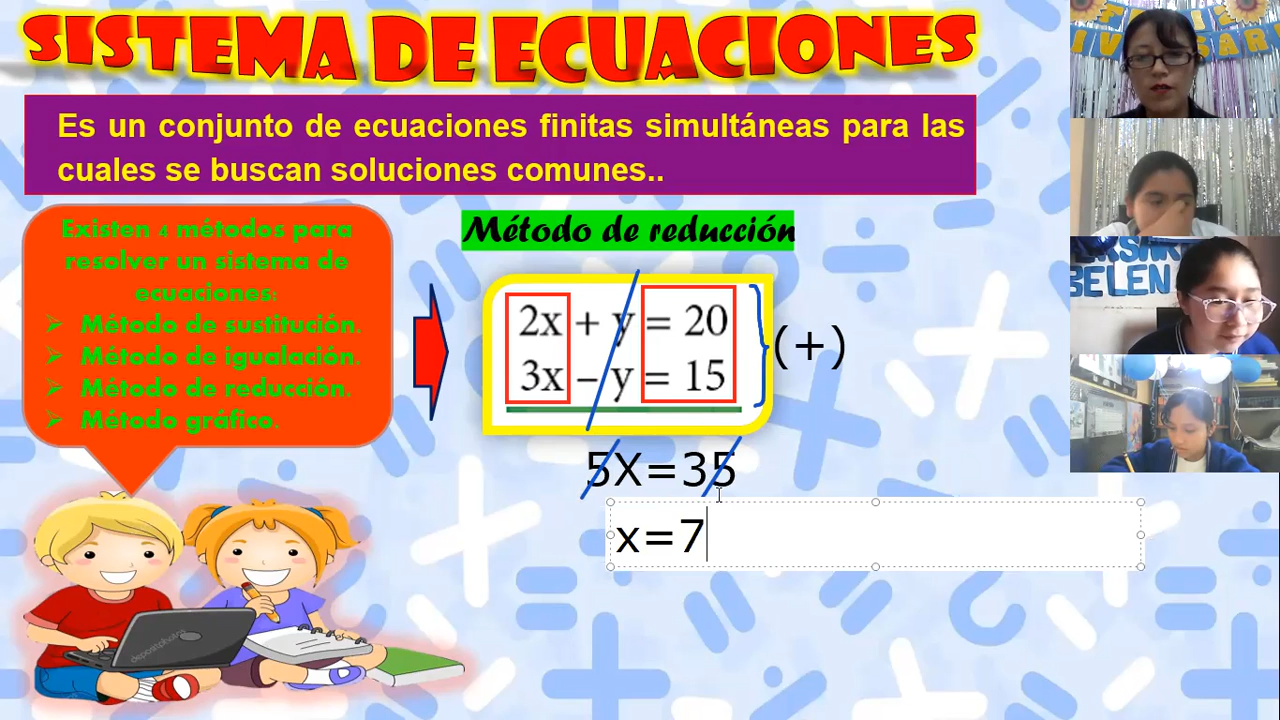 SISTEMA DE ECUACIONES
Es un conjunto de ecuaciones finitas simultáneas para las
cuales se buscan soluciones comunes..
Existen 4 métodos para
resolver un sistema de
ecuaciones:
➢ Método de sustitución.
➢ Método de igualación.
➢ Método de reducción.
➢ Método gráfico.
Método de reducción
2x + y = 20
3x – y = 15
(+)
5X=35
x=7
depositphotos
BELEN